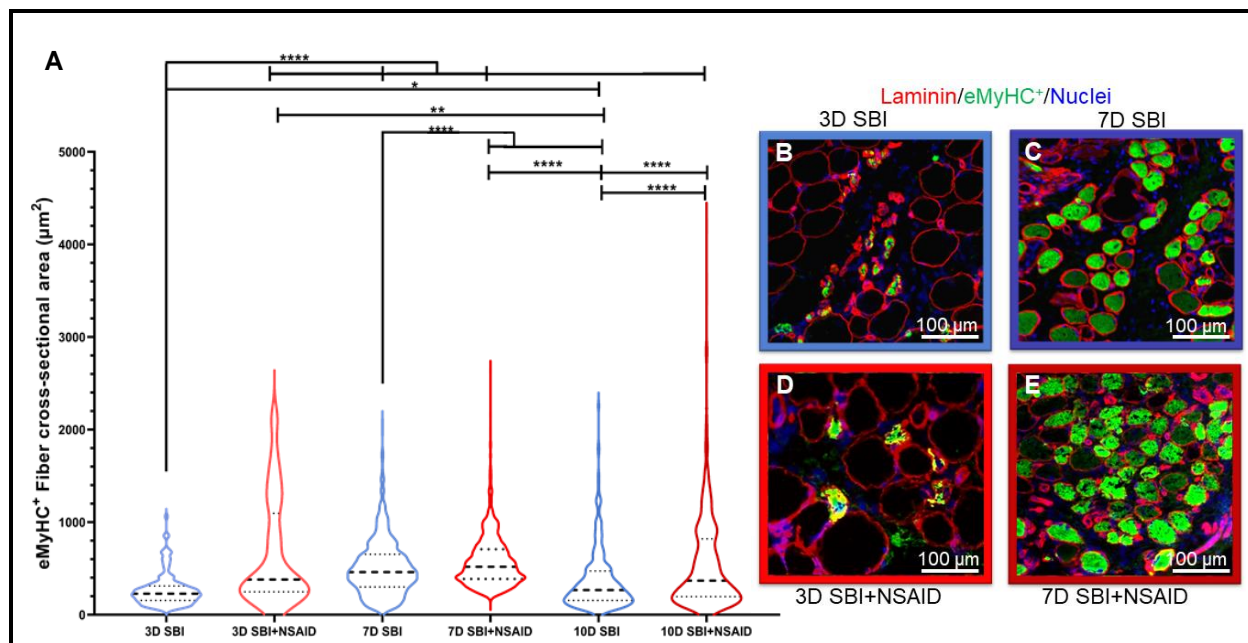 A
****
*
**
****
**** ****
****
eMyHC⁺ Fiber cross-sectional area (µm²)
5000
4000
3000
2000
1000
0
3D SBI 3D SBI+NSAID 7D SBI 7D SBI+NSAID 10D SBI 10D SBI+NSAID
Laminin/eMyHC⁺/Nuclei
3D SBI 7D SBI
B C
100 µm 100 µm
D E
100 µm 100 µm
3D SBI+NSAID 7D SBI+NSAID